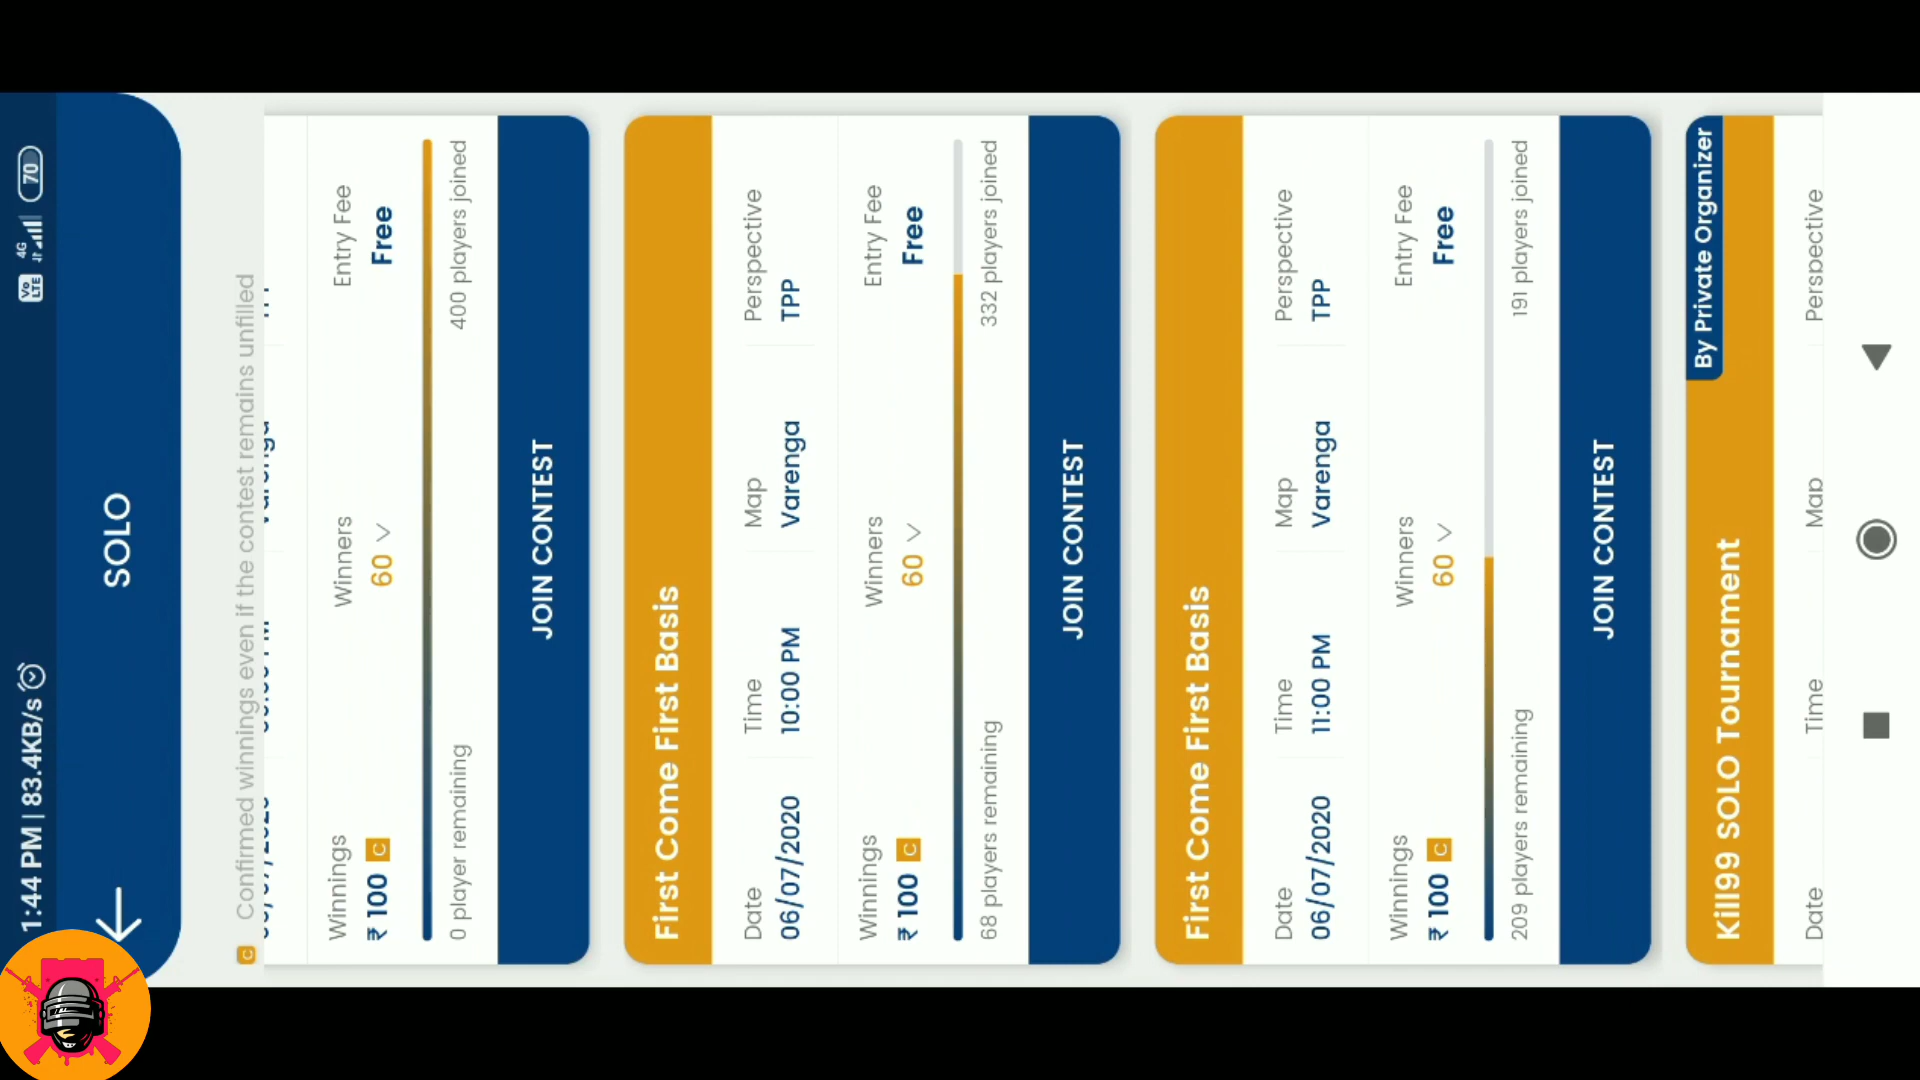 1:44 PM | 83.4KB/s
Vo LTE 4G 70
SOLO
C Confirmed winnings even if the contest remains unfilled
Winnings Winners Entry Fee
₹ 100 C 60 Free
0 player remaining 400 players joined
JOIN CONTEST
First Come First Basis
Date Time Map Perspective
06/07/2020 10:00 PM Varenga TPP
Winnings Winners Entry Fee
₹ 100 C 60 Free
68 players remaining 332 players joined
JOIN CONTEST
First Come First Basis
Date Time Map Perspective
06/07/2020 11:00 PM Varenga TPP
Winnings Winners Entry Fee
₹ 100 C 60 Free
209 players remaining 191 players joined
JOIN CONTEST
By Private Organizer
Kill99 SOLO Tournament
Date Time Map Perspective